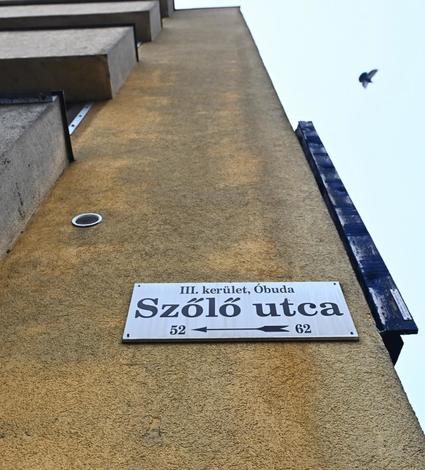 III. kerület, Óbuda
Szőlő utca
52 62